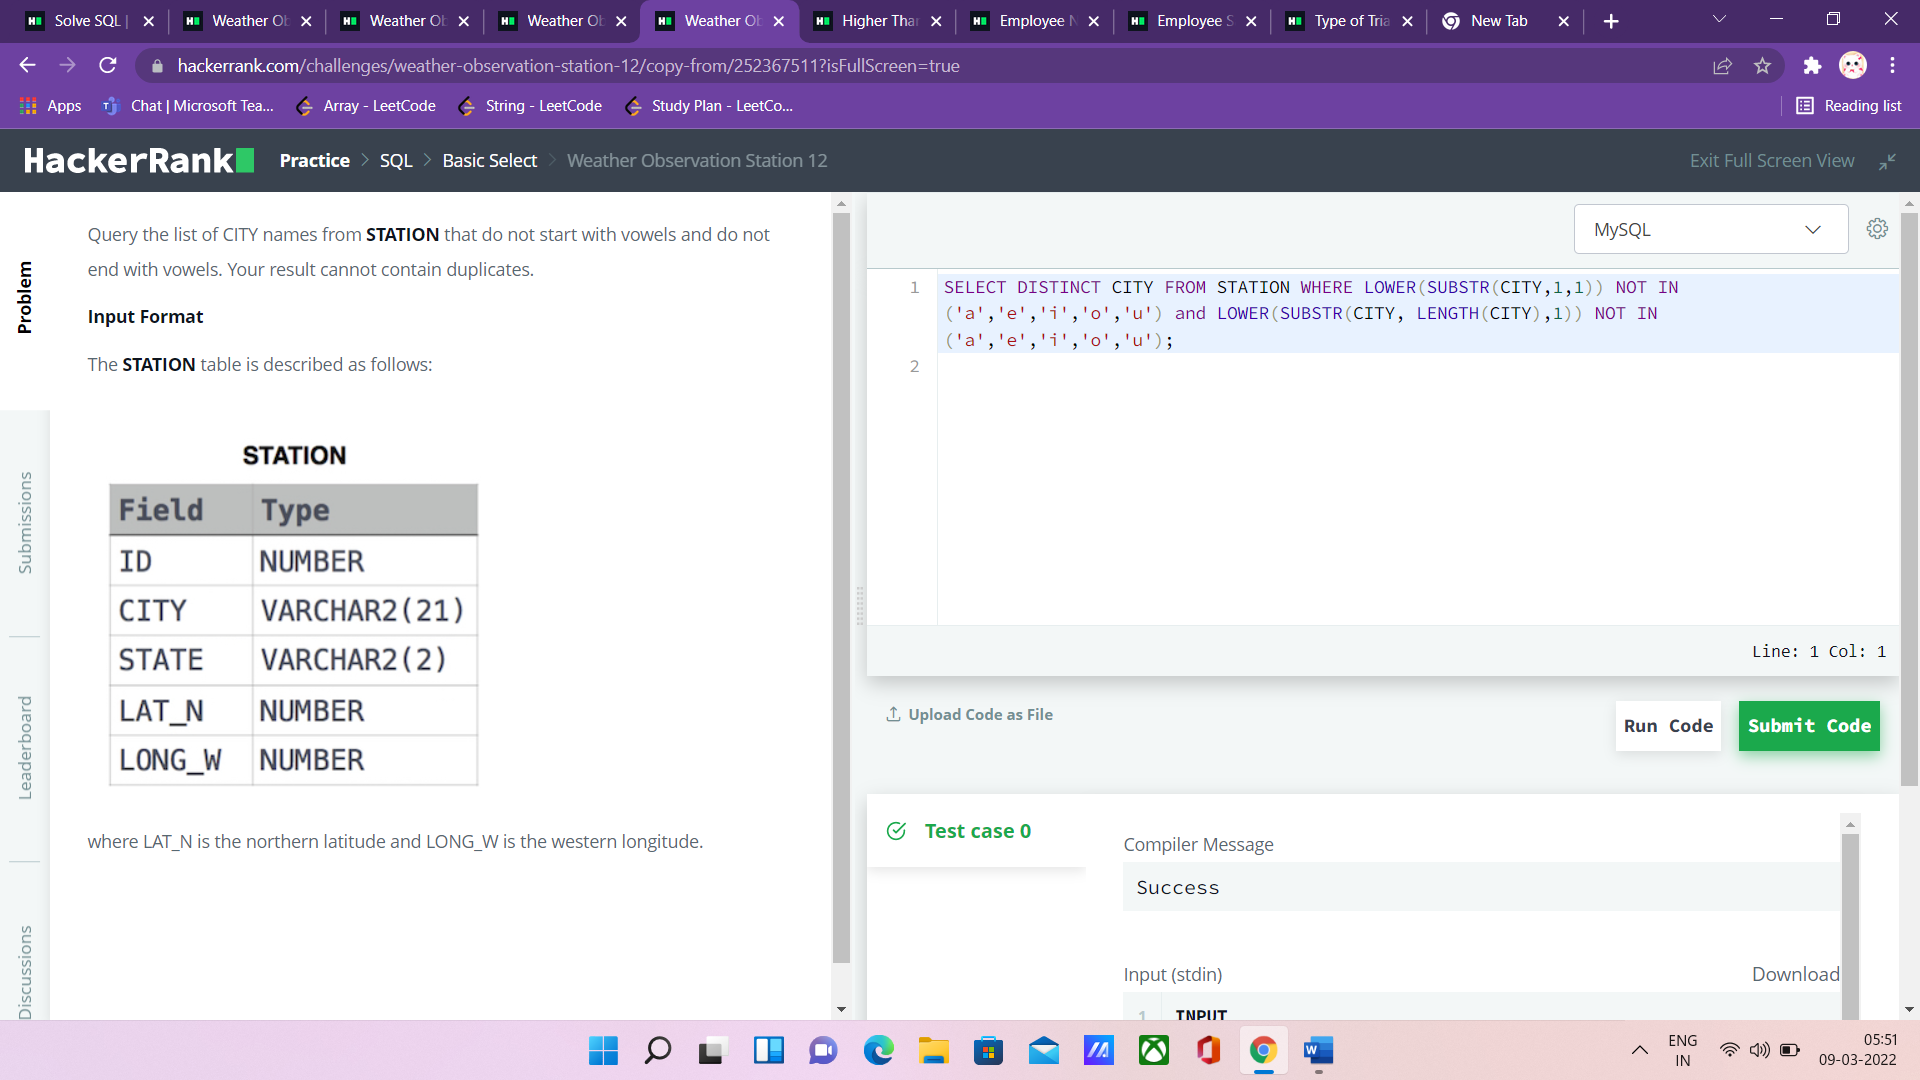 Solve SQL |
Weather Ob
Weather Ob
Weather Ob
Weather Ob
Higher Than
Employee N
Employee S
Type of Tria
New Tab
hackerrank.com/challenges/weather-observation-station-12/copy-from/252367511?isFullScreen=true
Apps
Chat | Microsoft Tea...
Array - LeetCode
String - LeetCode
Study Plan - LeetCo...
Reading list
HackerRank
Practice > SQL > Basic Select > Weather Observation Station 12
Exit Full Screen View
Problem
Submissions
Leaderboard
Discussions
Query the list of CITY names from STATION that do not start with vowels and do not
end with vowels. Your result cannot contain duplicates.
Input Format
The STATION table is described as follows:
STATION
Field Type
ID NUMBER
CITY VARCHAR2(21)
STATE VARCHAR2(2)
LAT_N NUMBER
LONG_W NUMBER
where LAT_N is the northern latitude and LONG_W is the western longitude.
MySQL
1 SELECT DISTINCT CITY FROM STATION WHERE LOWER(SUBSTR(CITY,1,1)) NOT IN
('a','e','i','o','u') and LOWER(SUBSTR(CITY, LENGTH(CITY),1)) NOT IN
('a','e','i','o','u');
2
Line: 1 Col: 1
Upload Code as File
Run Code
Submit Code
Test case 0
Compiler Message
Success
Input (stdin)
Download
1 INPUT
ENG
IN
05:51
09-03-2022